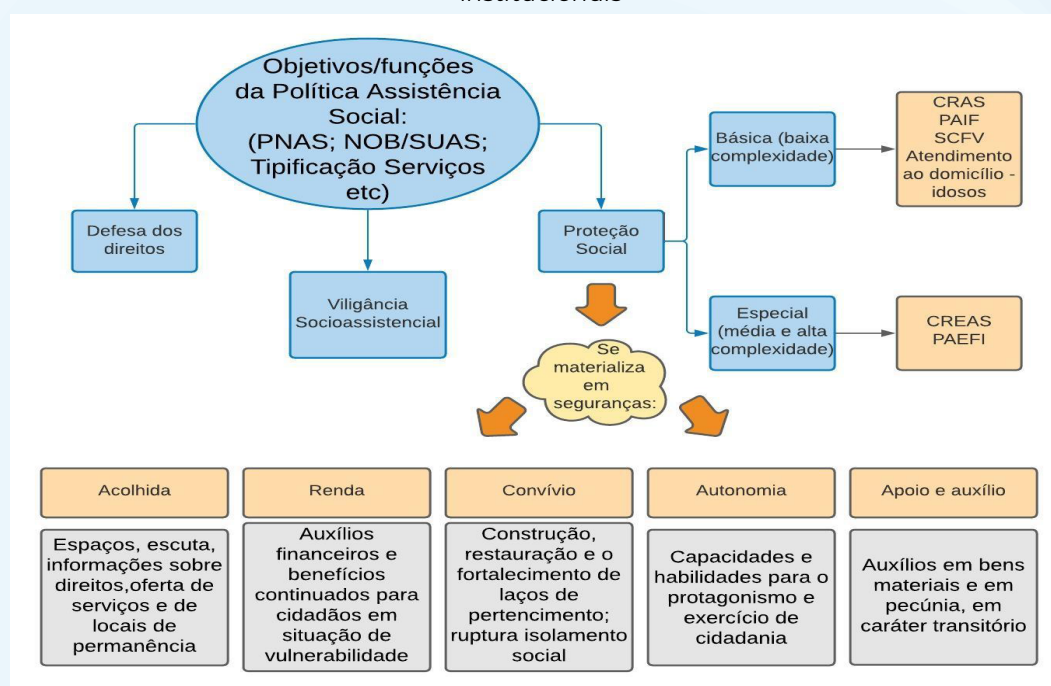 Objetivos/funções
da Política Assistência
Social:
(PNAS; NOB/SUAS;
Tipificação Serviços
etc)
Defesa dos
direitos
Viligância
Socioassistencial
Proteção
Social
Básica (baixa
complexidade)
CRAS
PAIF
SCFV
Atendimento
ao domicílio -
idosos
Especial
(média e alta
complexidade)
CREAS
PAEFI
Se
materializa
em
seguranças:
Acolhida
Espaços, escuta,
informações sobre
direitos,oferta de
serviços e de
locais de
permanência
Renda
Auxílios
financeiros e
benefícios
continuados para
cidadãos em
situação de
vulnerabilidade
Convívio
Construção,
restauração e o
fortalecimento de
laços de
pertencimento;
ruptura isolamento
social
Autonomia
Capacidades e
habilidades para o
protagonismo e
exercício de
cidadania
Apoio e auxílio
Auxílios em bens
materiais e em
pecúnia, em
caráter transitório